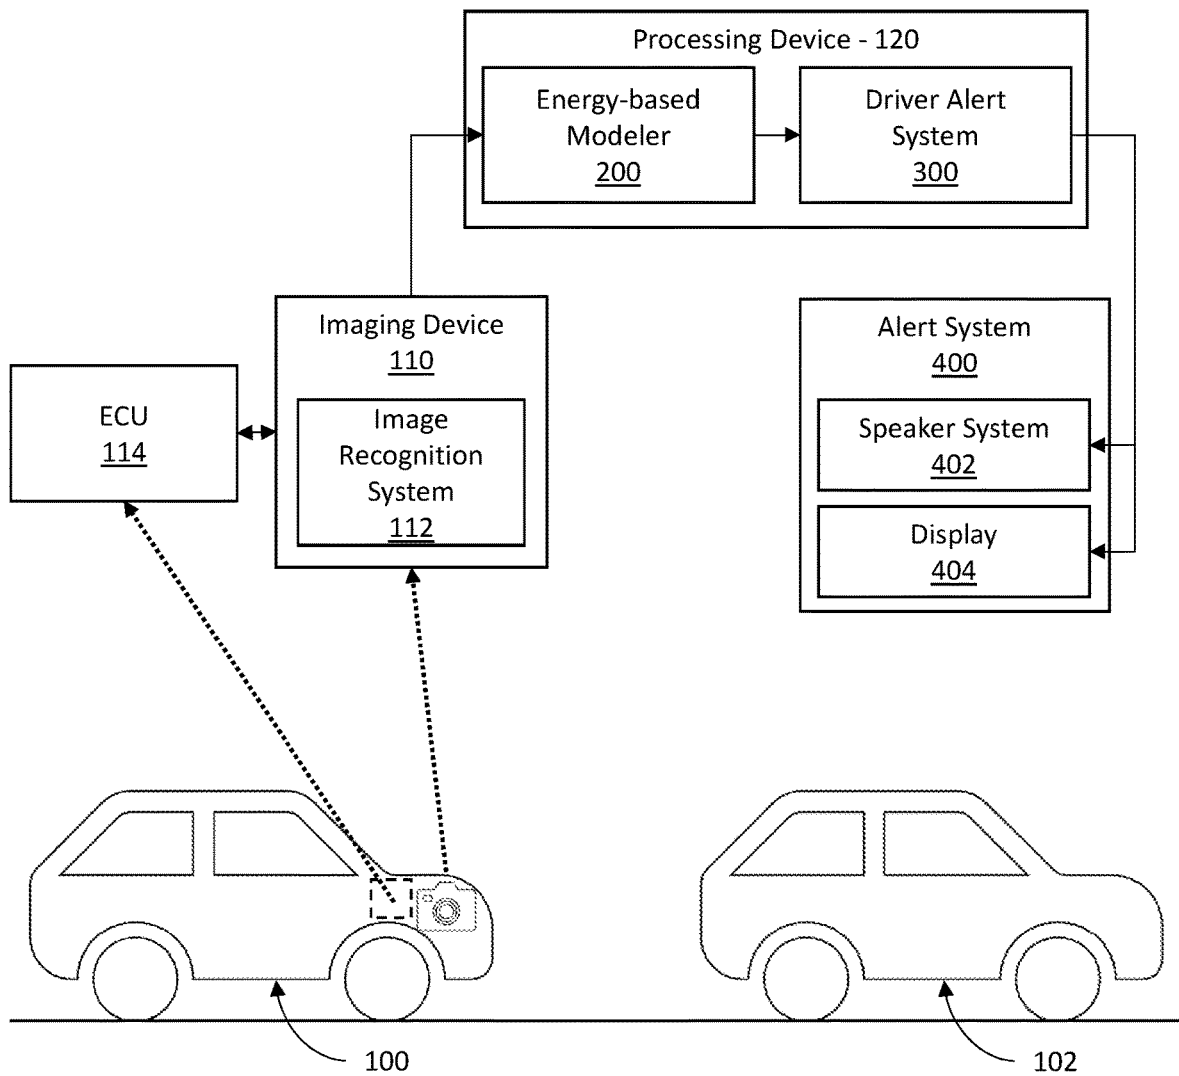 Processing Device - 120
Energy-based
Modeler
200
Driver Alert
System
300
Imaging Device
110
Image
Recognition
System
112
ECU
114
Alert System
400
Speaker System
402
Display
404
100
102